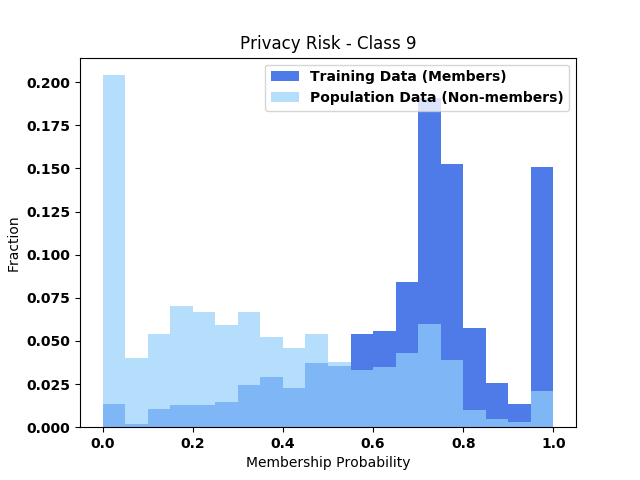 Privacy Risk - Class 9
Training Data (Members)
Population Data (Non-members)
0.200
0.175
0.150
0.125
0.100
0.075
0.050
0.025
0.000
Fraction
0.0 0.2 0.4 0.6 0.8 1.0
Membership Probability